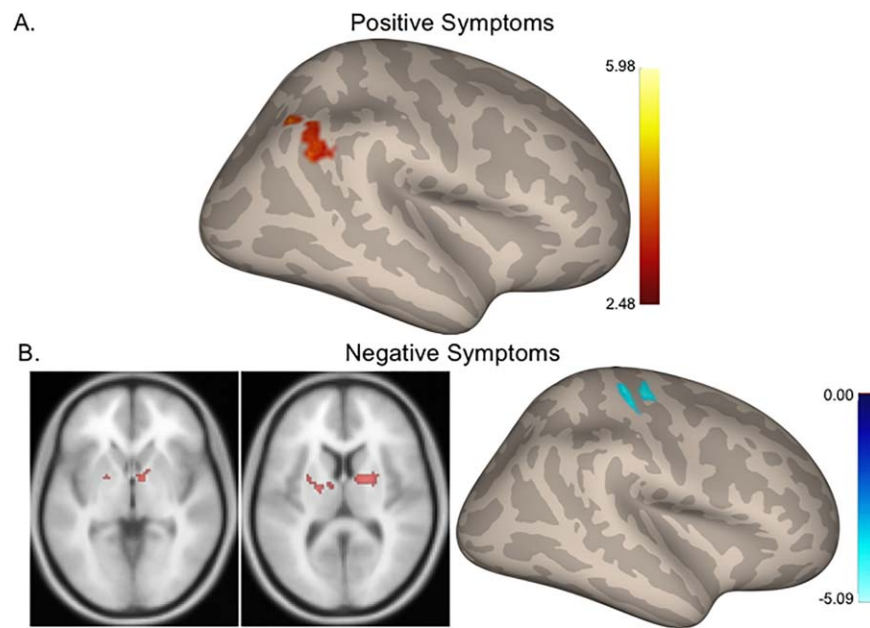 A.
Positive Symptoms
5.98
2.48
B.
Negative Symptoms
0.00
-5.09